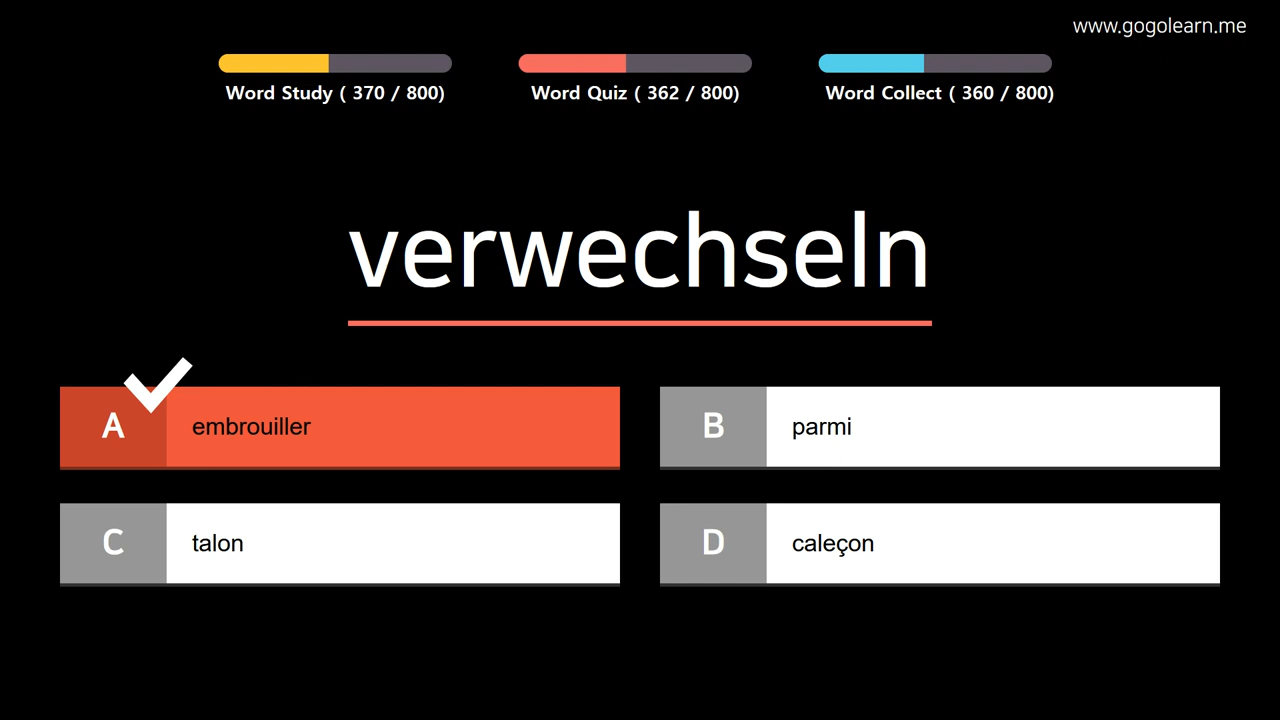 www.gogolearn.me
Word Study ( 370 / 800)
Word Quiz ( 362 / 800)
Word Collect ( 360 / 800)
verwechseln
A embrouiller
B parmi
C talon
D caleçon